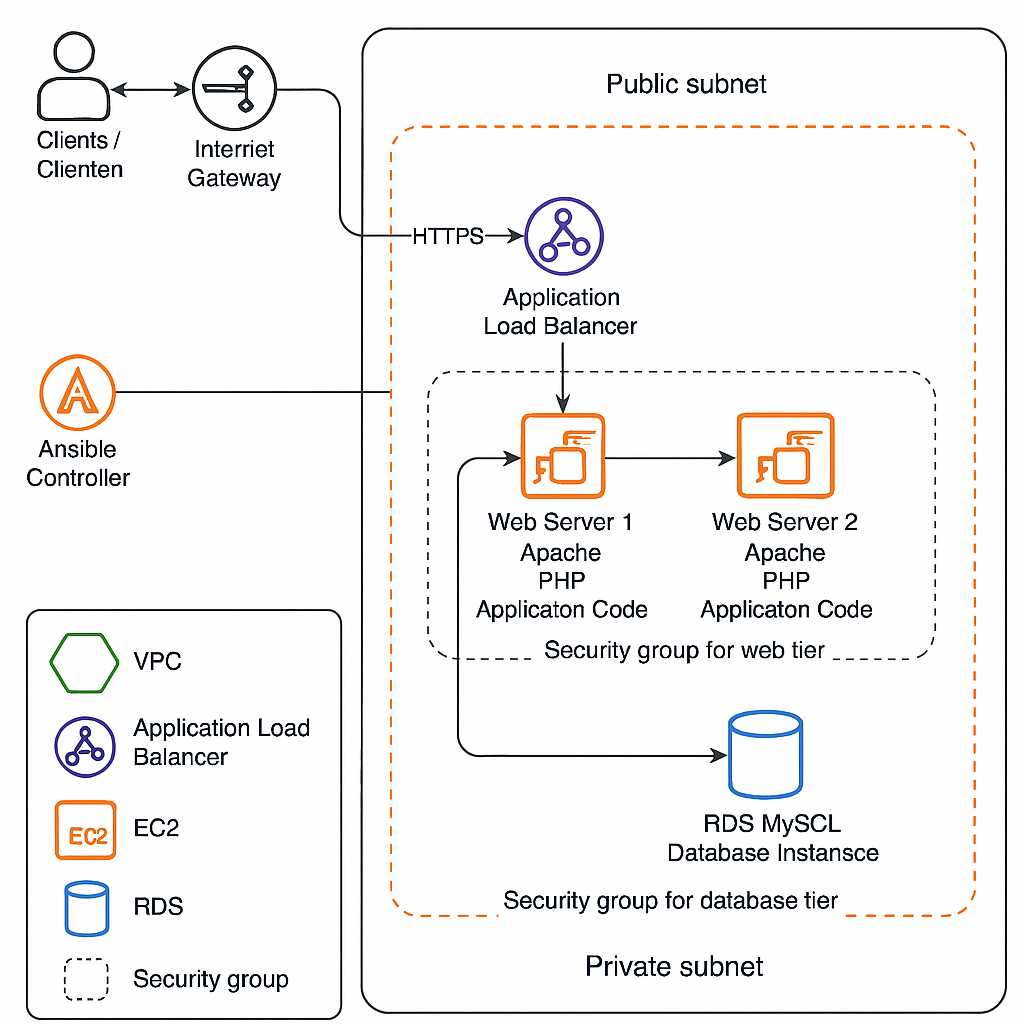 Clients /
Clienten
Interriet
Gateway
Public subnet
HTTPS
Application
Load Balancer
Ansible
Controller
Web Server 1
Apache
PHP
Applicaton Code
Web Server 2
Apache
PHP
Applicaton Code
Security group for web tier
RDS MySCL
Database Instansce
Security group for database tier
Private subnet
VPC
Application Load
Balancer
EC2
EC2
RDS
Security group